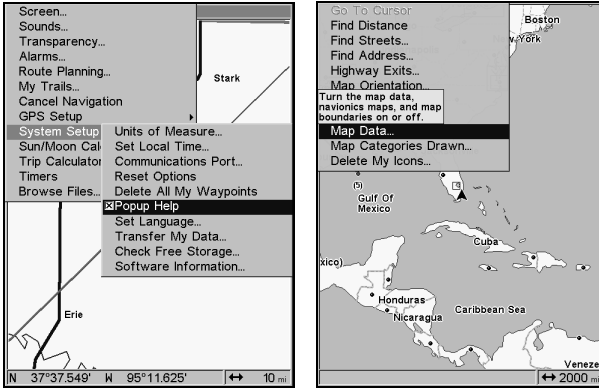 Screen...
Sounds...
Transparency...
Alarms...
Route Planning...
My Trails...
Cancel Navigation
GPS Setup
System Setup
Sun/Moon Cal
Trip Calculator
Timers
Browse Files...
Units of Measure...
Set Local Time...
Communications Port...
Reset Options
Delete All My Waypoints
Popup Help
Set Language...
Transfer My Data...
Check Free Storage...
Software Information...
Stark
Erie
N 37°37.549' W 95°11.625' ↔ 10 mi
Go To Cursor
Find Distance
Find Streets...
Find Address...
Highway Exits...
Map Orientation...
Turn the map data,
navionics maps, and map
boundaries on or off.
Map Data...
Map Categories Drawn...
Delete My Icons...
Boston
York
(5)
Gulf Of
Mexico
Cuba
xico)
Honduras
Nicaragua
Caribbean Sea
Veneze
↔ 2000 mi